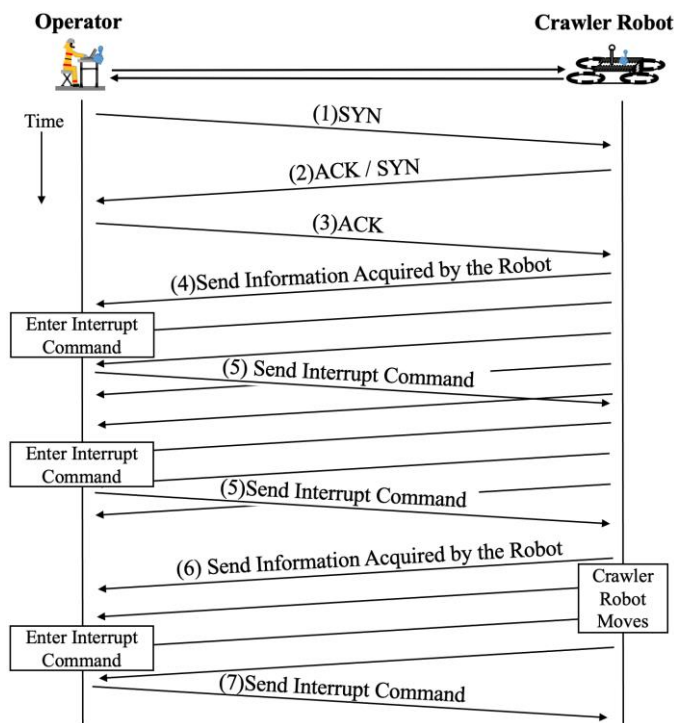 Operator
Crawler Robot
Time
(1)SYN
(2)ACK / SYN
(3)ACK
(4)Send Information Acquired by the Robot
Enter Interrupt
Command
(5) Send Interrupt Command
Enter Interrupt
Command
(5)Send Interrupt Command
(6) Send Information Acquired by the Robot
Crawler
Robot
Moves
Enter Interrupt
Command
(7)Send Interrupt Command